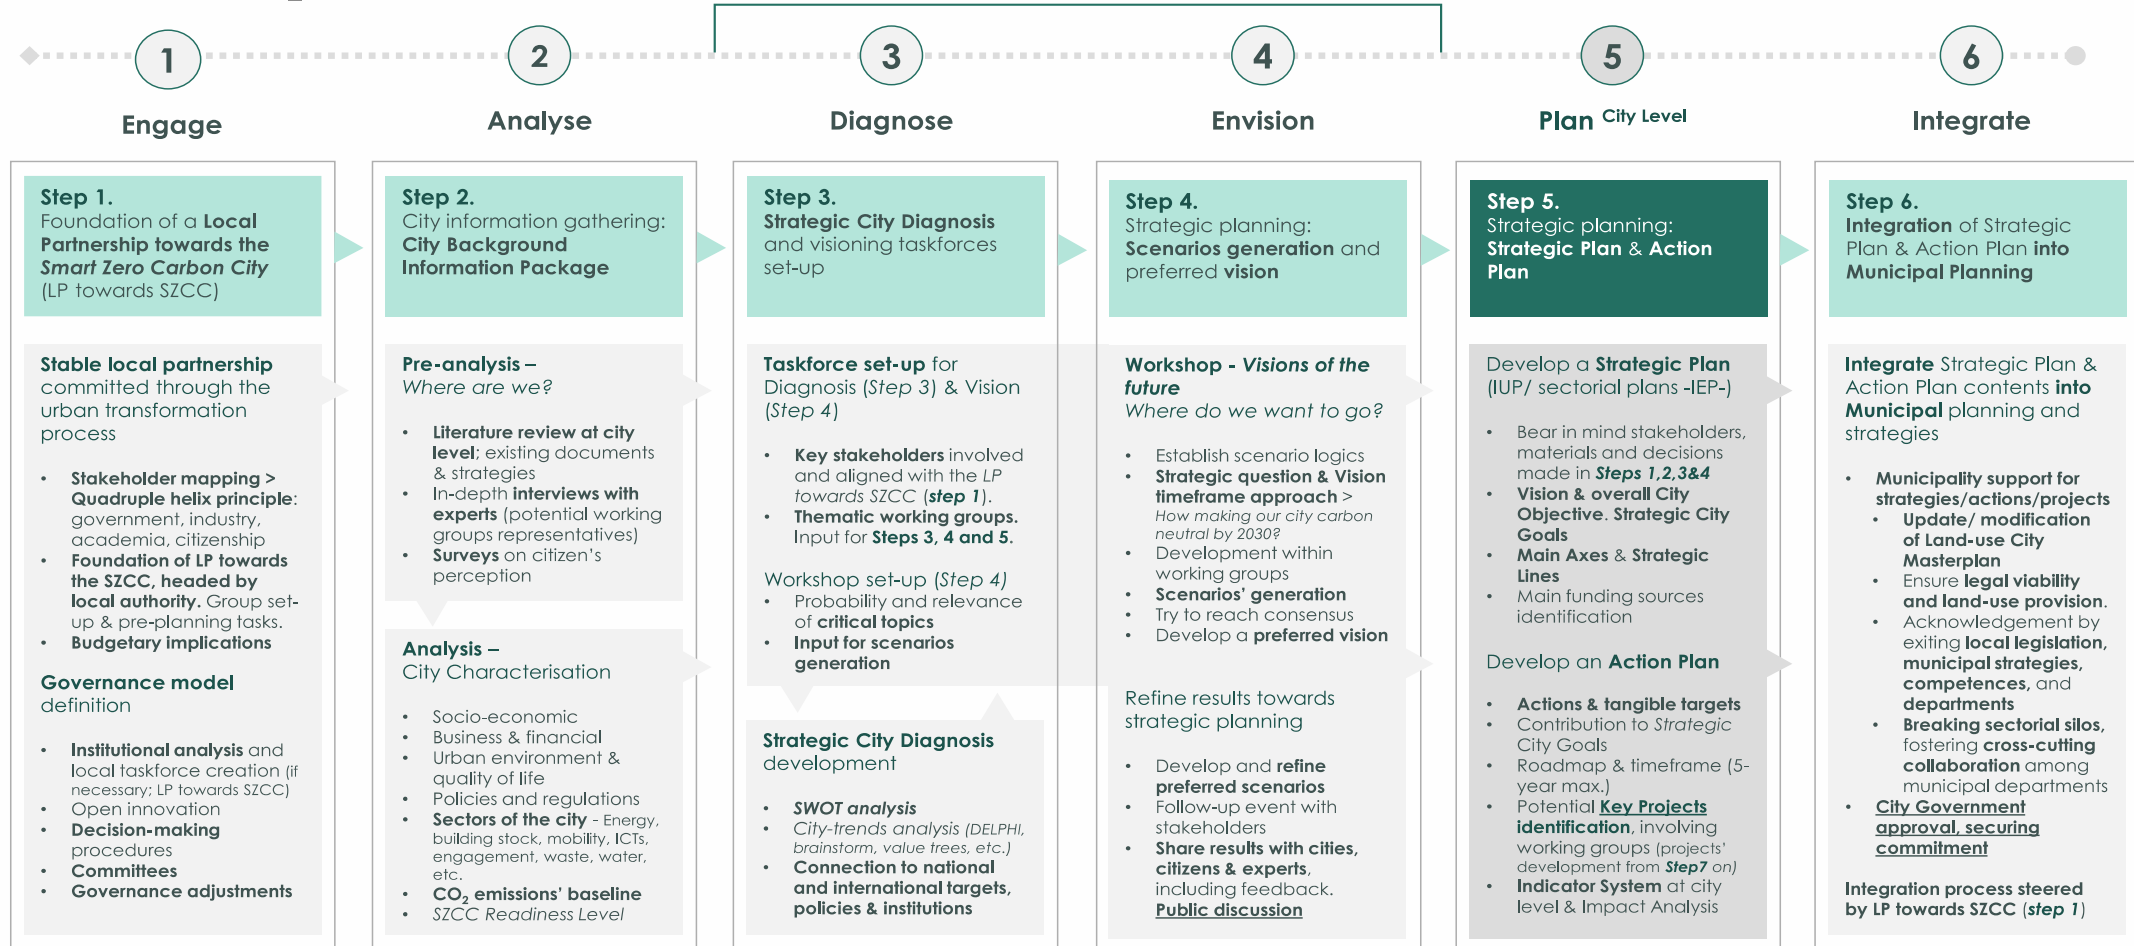 1
2
3
4
5
6
Engage
Analyse
Diagnose
Envision
Plan City Level
Integrate
Step 1.
Foundation of a Local
Partnership towards the
Smart Zero Carbon City
(LP towards SZCC)
Stable local partnership
committed through the
urban transformation
process
• Stakeholder mapping >
Quadruple helix principle:
government, industry,
academia, citizenship
• Foundation of LP towards
the SZCC, headed by
local authority. Group set-
up & pre-planning tasks.
• Budgetary implications
Governance model
definition
• Institutional analysis and
local taskforce creation (if
necessary; LP towards SZCC)
• Open innovation
• Decision-making
procedures
• Committees
• Governance adjustments
Step 2.
City information gathering:
City Background
Information Package
Pre-analysis –
Where are we?
• Literature review at city
level; existing documents
& strategies
• In-depth interviews with
experts (potential working
groups representatives)
• Surveys on citizen's
perception
Analysis –
City Characterisation
• Socio-economic
• Business & financial
• Urban environment &
quality of life
• Policies and regulations
• Sectors of the city - Energy,
building stock, mobility, ICTs,
engagement, waste, water,
etc.
• CO2 emissions' baseline
• SZCC Readiness Level
Step 3.
Strategic City Diagnosis
and visioning taskforces
set-up
Taskforce set-up for
Diagnosis (Step 3) & Vision
(Step 4)
• Key stakeholders involved
and aligned with the LP
towards SZCC (step 1).
• Thematic working groups.
Input for Steps 3, 4 and 5.
Workshop set-up (Step 4)
• Probability and relevance
of critical topics
• Input for scenarios
generation
Strategic City Diagnosis
development
• SWOT analysis
• City-trends analysis (DELPHI,
brainstorm, value trees, etc.)
• Connection to national
and international targets,
policies & institutions
Step 4.
Strategic planning:
Scenarios generation and
preferred vision
Workshop - Visions of the
future
Where do we want to go?
• Establish scenario logics
• Strategic question & Vision
timeframe approach >
How making our city carbon
neutral by 2030?
• Development within
working groups
• Scenarios' generation
• Try to reach consensus
• Develop a preferred vision
Refine results towards
strategic planning
• Develop and refine
preferred scenarios
• Follow-up event with
stakeholders
• Share results with cities,
citizens & experts,
including feedback.
Public discussion
Step 5.
Strategic planning:
Strategic Plan & Action
Plan
Develop a Strategic Plan
(IUP/ sectorial plans -IEP-)
• Bear in mind stakeholders,
materials and decisions
made in Steps 1,2,3&4
• Vision & overall City
Objective. Strategic City
Goals
• Main Axes & Strategic
Lines
• Main funding sources
identification
Develop an Action Plan
• Actions & tangible targets
• Contribution to Strategic
City Goals
• Roadmap & timeframe (5-
year max.)
• Potential Key Projects
identification, involving
working groups (projects'
development from Step7 on)
• Indicator System at city
level & Impact Analysis
Step 6.
Integration of Strategic
Plan & Action Plan into
Municipal Planning
Integrate Strategic Plan &
Action Plan contents into
Municipal planning and
strategies
• Municipality support for
strategies/actions/projects
• Update/ modification
of Land-use City
Masterplan
• Ensure legal viability
and land-use provision.
• Acknowledgement by
exiting local legislation,
municipal strategies,
competences, and
departments
• Breaking sectorial silos,
fostering cross-cutting
collaboration among
municipal departments
• City Government
approval, securing
commitment
Integration process steered
by LP towards SZCC (step 1)